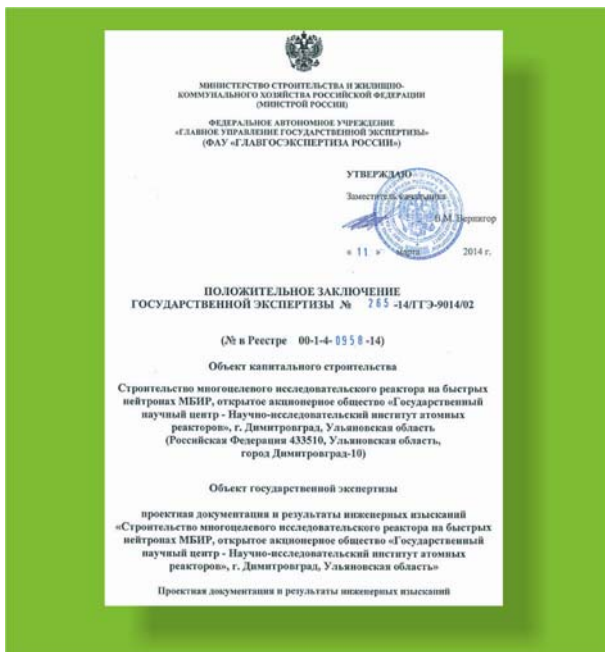 МИНИСТЕРСТВО СТРОИТЕЛЬСТВА И ЖИЛИЩНО-
КОММУНАЛЬНОГО ХОЗЯЙСТВА РОССИЙСКОЙ ФЕДЕРАЦИИ
(МИНСТРОЙ РОССИИ)
ФЕДЕРАЛЬНОЕ АВТОНОМНОЕ УЧРЕЖДЕНИЕ
«ГЛАВНОЕ УПРАВЛЕНИЕ ГОСУДАРСТВЕННОЙ ЭКСПЕРТИЗЫ»
(ФАУ «ГЛАВГОСЭКСПЕРТИЗА РОССИИ»)
УТВЕРЖДАЮ
Заместитель начальника
В.М. Вернигор
« 11 » марта 2014 г.
ПОЛОЖИТЕЛЬНОЕ ЗАКЛЮЧЕНИЕ
ГОСУДАРСТВЕННОЙ ЭКСПЕРТИЗЫ № 265 -14/ГГЭ-9014/02
(№ в Реестре 00-1-4- 0958 -14)
Объект капитального строительства
Строительство многоцелевого исследовательского реактора на быстрых
нейтронах МБИР, открытое акционерное общество «Государственный
научный центр - Научно-исследовательский институт атомных
реакторов», г. Димитровград, Ульяновская область
(Российская Федерация 433510, Ульяновская область,
город Димитровград-10)
Объект государственной экспертизы
проектная документация и результаты инженерных изысканий
«Строительство многоцелевого исследовательского реактора на быстрых
нейтронах МБИР, открытое акционерное общество «Государственный
научный центр - Научно-исследовательский институт атомных
реакторов», г. Димитровград, Ульяновская область»
Проектная документация и результаты инженерных изысканий